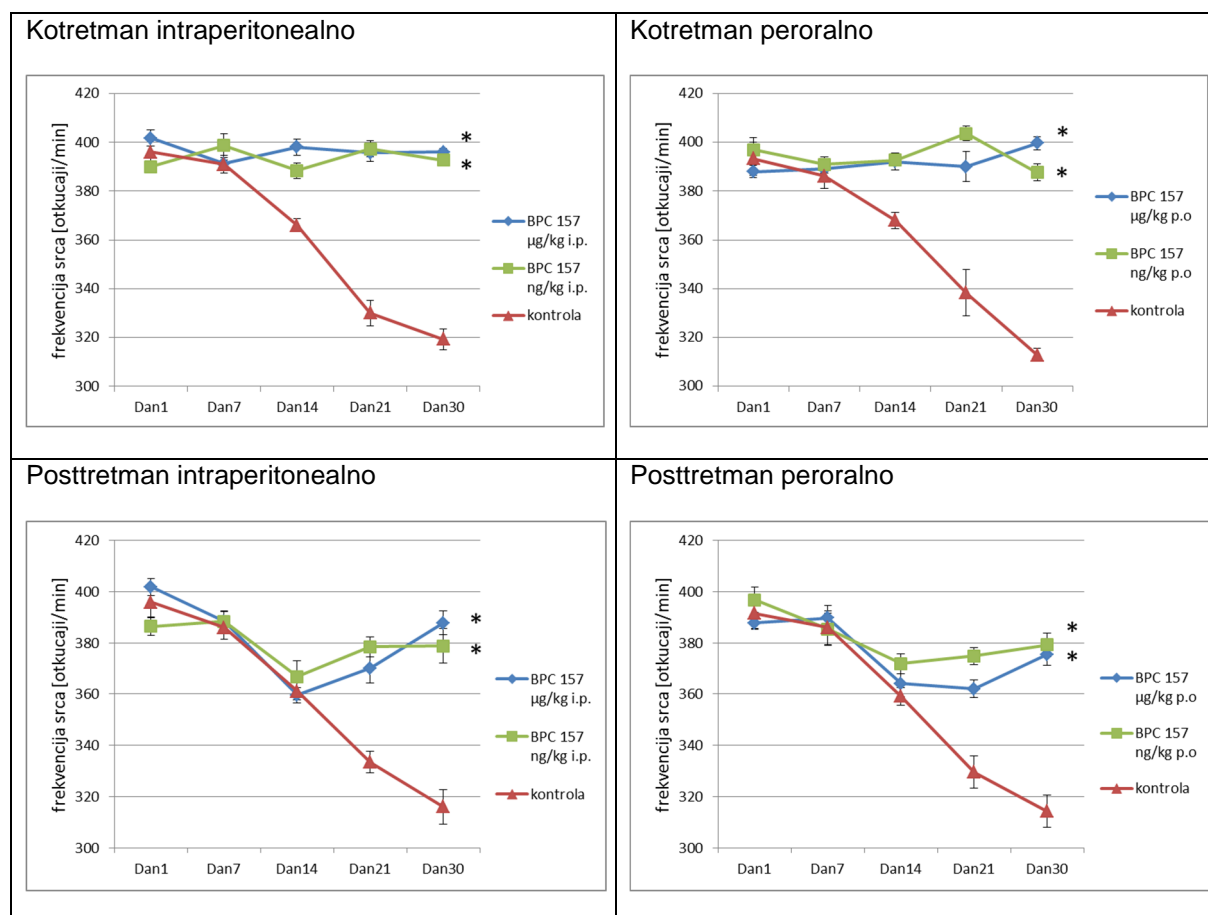 Kotretman intraperitonealno
frekvencija srca [otkucaji/min]
420
400
380
360
340
320
300
Dan1 Dan7 Dan14 Dan21 Dan30
*
*
BPC 157
µg/kg i.p.
BPC 157
ng/kg i.p.
kontrola
Kotretman peroralno
frekvencija srca [otkucaji/min]
420
400
380
360
340
320
300
Dan1 Dan7 Dan14 Dan21 Dan30
*
*
BPC 157
µg/kg p.o
BPC 157
ng/kg p.o
kontrola
Posttretman intraperitonealno
frekvencija srca [otkucaji/min]
420
400
380
360
340
320
300
Dan1 Dan7 Dan14 Dan21 Dan30
*
*
BPC 157
µg/kg i.p.
BPC 157
ng/kg i.p.
kontrola
Posttretman peroralno
frekvencija srca [otkucaji/min]
420
400
380
360
340
320
300
Dan1 Dan7 Dan14 Dan21 Dan30
*
*
BPC 157
µg/kg p.o
BPC 157
ng/kg p.o
kontrola